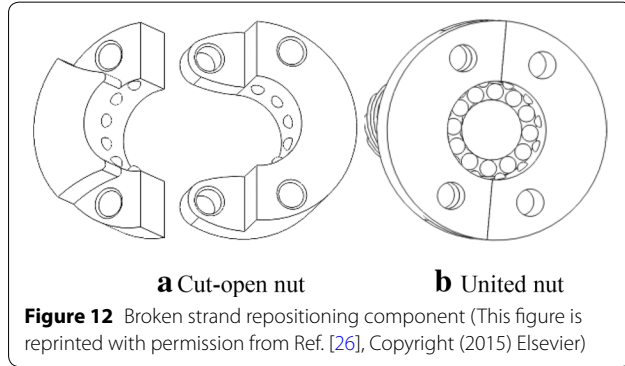 a Cut-open nut
b United nut
Figure 12 Broken strand repositioning component (This figure is
reprinted with permission from Ref. [26], Copyright (2015) Elsevier)